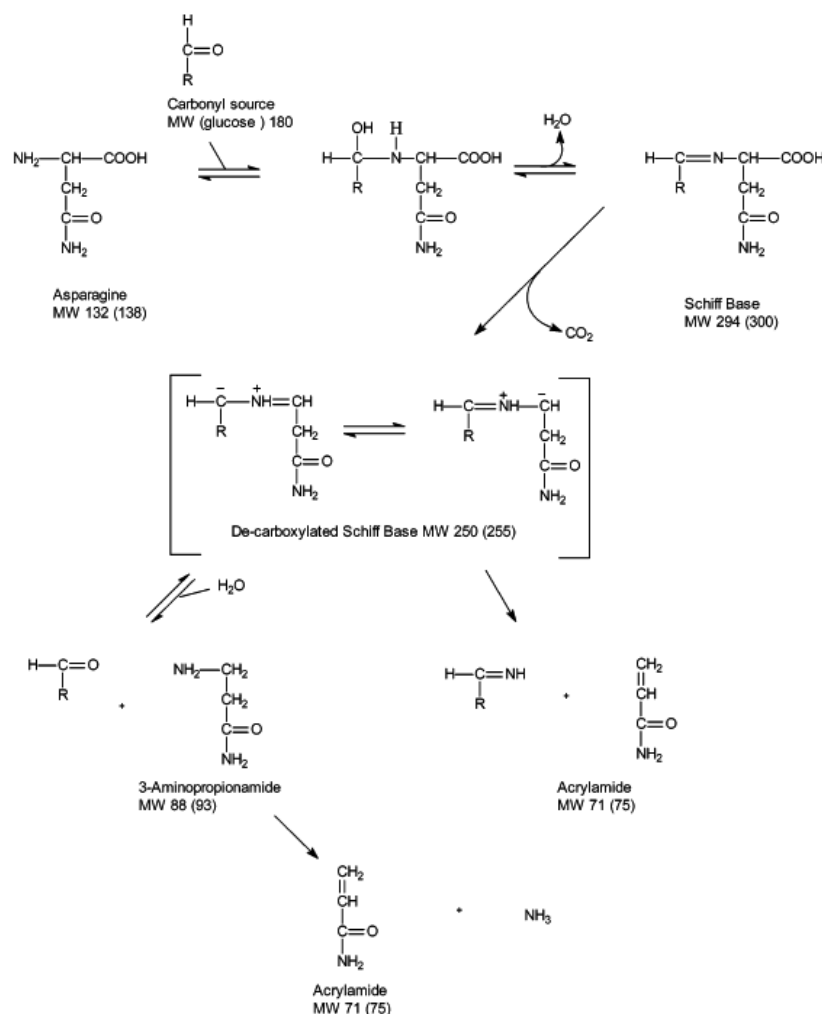 H
C=O
R
Carbonyl source
MW (glucose ) 180
NH₂—CH—COOH
CH₂
C=O
NH₂
Asparagine
MW 132 (138)
OH H
H—C—N—CH—COOH
R CH₂
C=O
NH₂
H₂O
H—C=N—CH—COOH
R CH₂
C=O
NH₂
Schiff Base
MW 294 (300)
CO₂
− +
H—C—NH=CH
R CH₂
C=O
NH₂
+ −
H—C=NH—CH
R CH₂
C=O
NH₂
De-carboxylated Schiff Base MW 250 (255)
H₂O
H—C=O
R
+
NH₂—CH₂
CH₂
C=O
NH₂
3-Aminopropionamide
MW 88 (93)
H—C=NH
R
+
CH₂
CH
C=O
NH₂
Acrylamide
MW 71 (75)
CH₂
CH
C=O
NH₂
+
NH₃
Acrylamide
MW 71 (75)